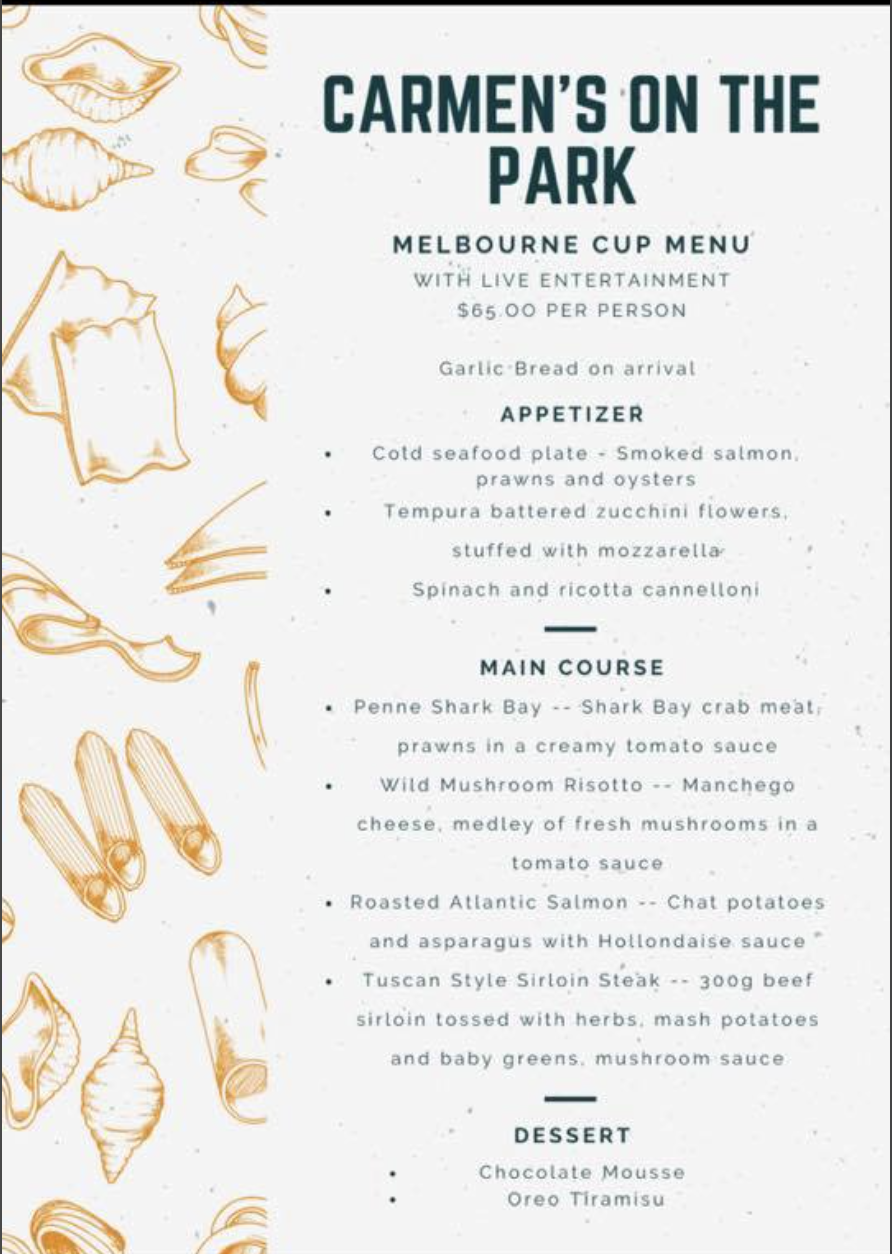 CARMEN'S ON THE
PARK
MELBOURNE CUP MENU
WITH LIVE ENTERTAINMENT
$65.00 PER PERSON
Garlic Bread on arrival
APPETIZER
• Cold seafood plate - Smoked salmon,
prawns and oysters
• Tempura battered zucchini flowers,
stuffed with mozzarella
• Spinach and ricotta cannelloni
MAIN COURSE
• Penne Shark Bay -- Shark Bay crab meat,
prawns in a creamy tomato sauce
• Wild Mushroom Risotto -- Manchego
cheese, medley of fresh mushrooms in a
tomato sauce
• Roasted Atlantic Salmon -- Chat potatoes
and asparagus with Hollondaise sauce
• Tuscan Style Sirloin Steak -- 300g beef
sirloin tossed with herbs, mash potatoes
and baby greens, mushroom sauce
DESSERT
• Chocolate Mousse
• Oreo Tiramisu